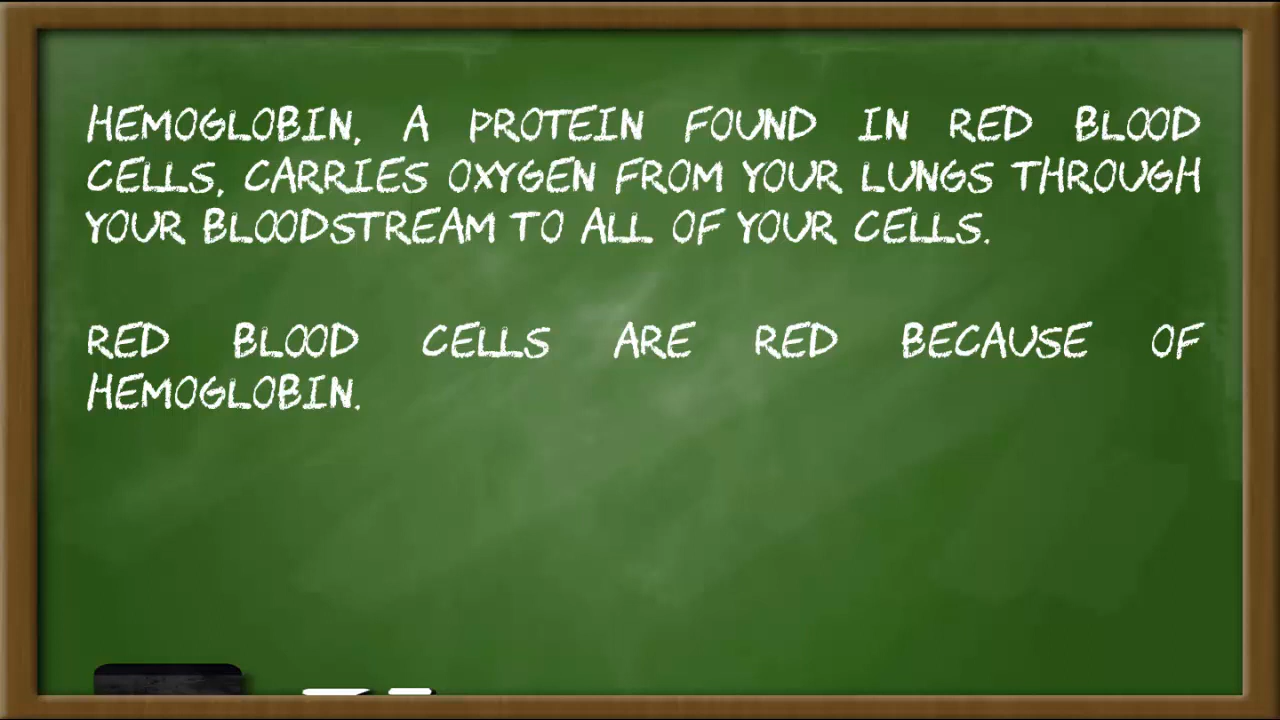 HEMOGLOBIN, A PROTEIN FOUND IN RED BLOOD
CELLS, CARRIES OXYGEN FROM YOUR LUNGS THROUGH
YOUR BLOODSTREAM TO ALL OF YOUR CELLS.
RED BLOOD CELLS ARE RED BECAUSE OF
HEMOGLOBIN.